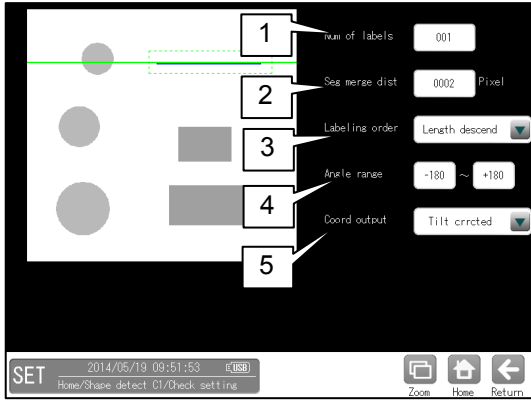 1 Num of labels 001
2 Seg merge dist 0002 Pixel
3 Labeling order Length descend
4 Angle range -180 ~ +180
5 Coord output Tilt crrcted
SET 2014/05/19 09:51:53 USB
Home/Shape detect C1/Check setting
Zoom Home Return